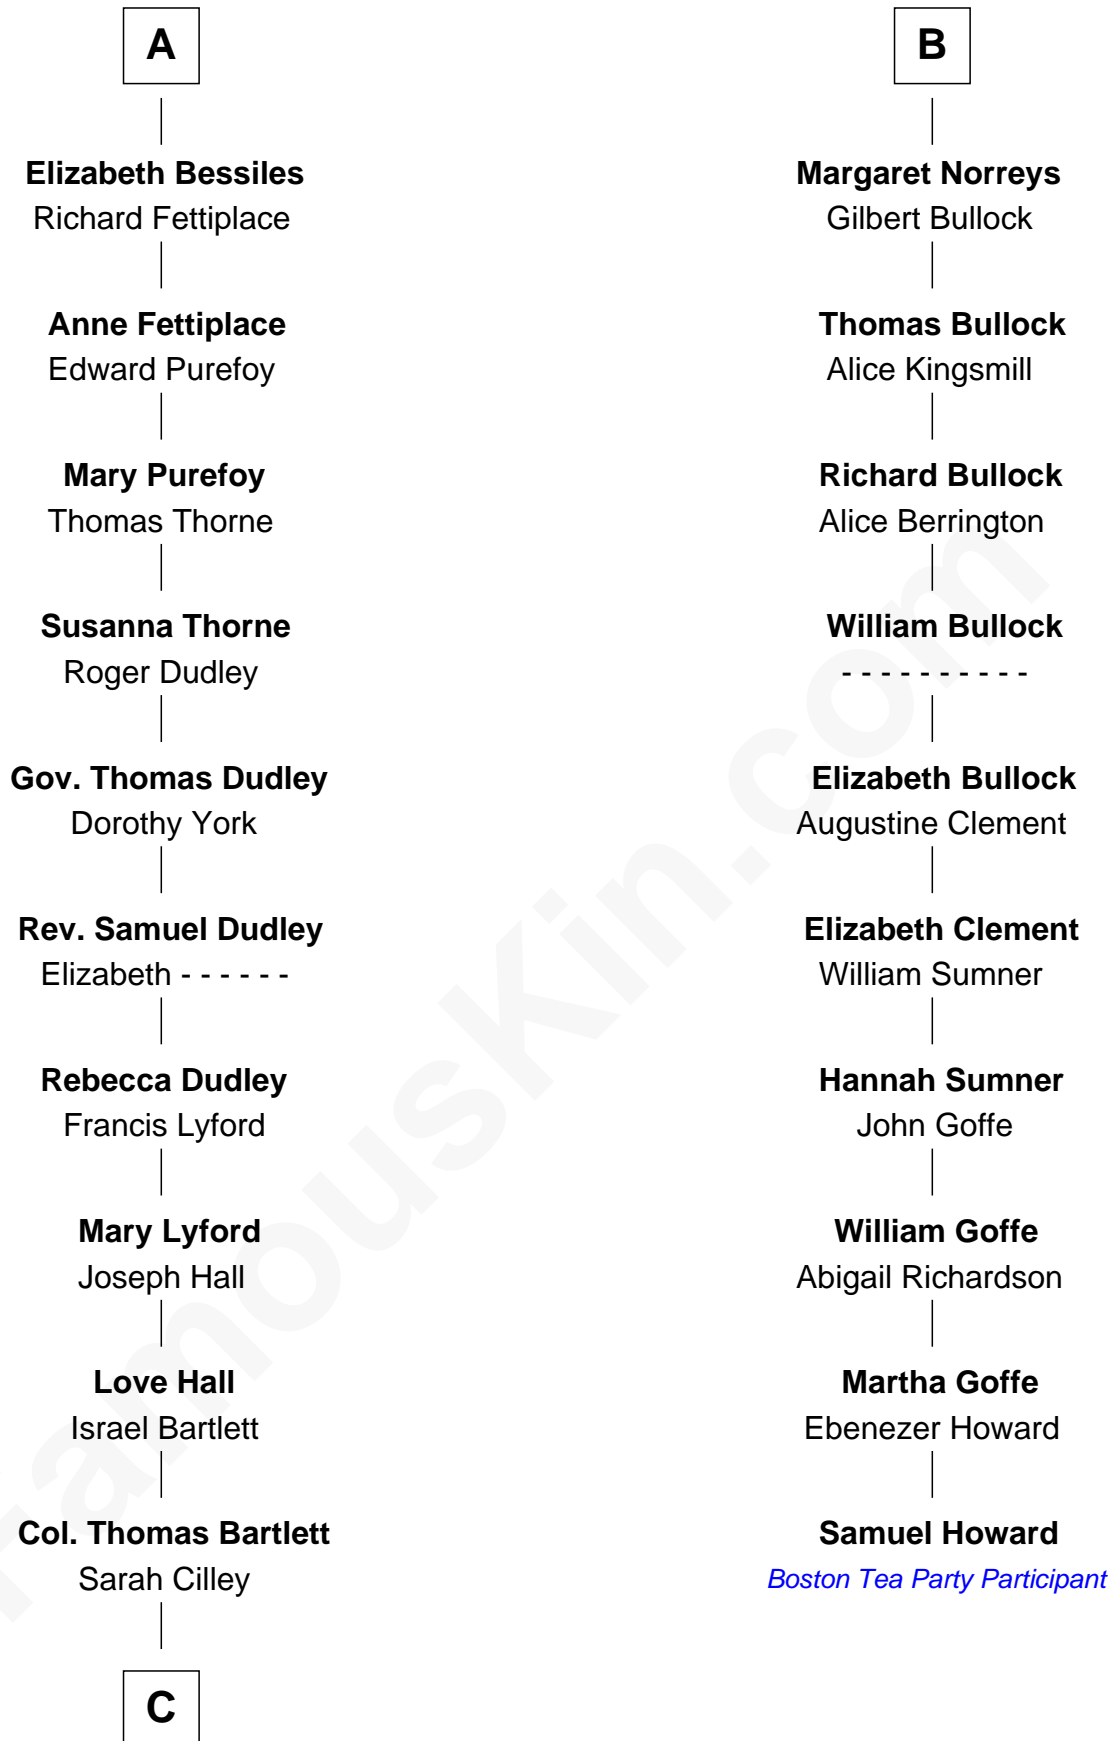 A
Elizabeth Bessiles
Richard Fettiplace
Anne Fettiplace
Edward Purefoy
Mary Purefoy
Thomas Thorne
Susanna Thorne
Roger Dudley
Gov. Thomas Dudley
Dorothy York
Rev. Samuel Dudley
Elizabeth - - - - - -
Rebecca Dudley
Francis Lyford
Mary Lyford
Joseph Hall
Love Hall
Israel Bartlett
Col. Thomas Bartlett
Sarah Cilley
C
B
Margaret Norreys
Gilbert Bullock
Thomas Bullock
Alice Kingsmill
Richard Bullock
Alice Berrington
William Bullock
- - - - - - - - - -
Elizabeth Bullock
Augustine Clement
Elizabeth Clement
William Sumner
Hannah Sumner
John Goffe
William Goffe
Abigail Richardson
Martha Goffe
Ebenezer Howard
Samuel Howard
Boston Tea Party Participant
FamousKin.com